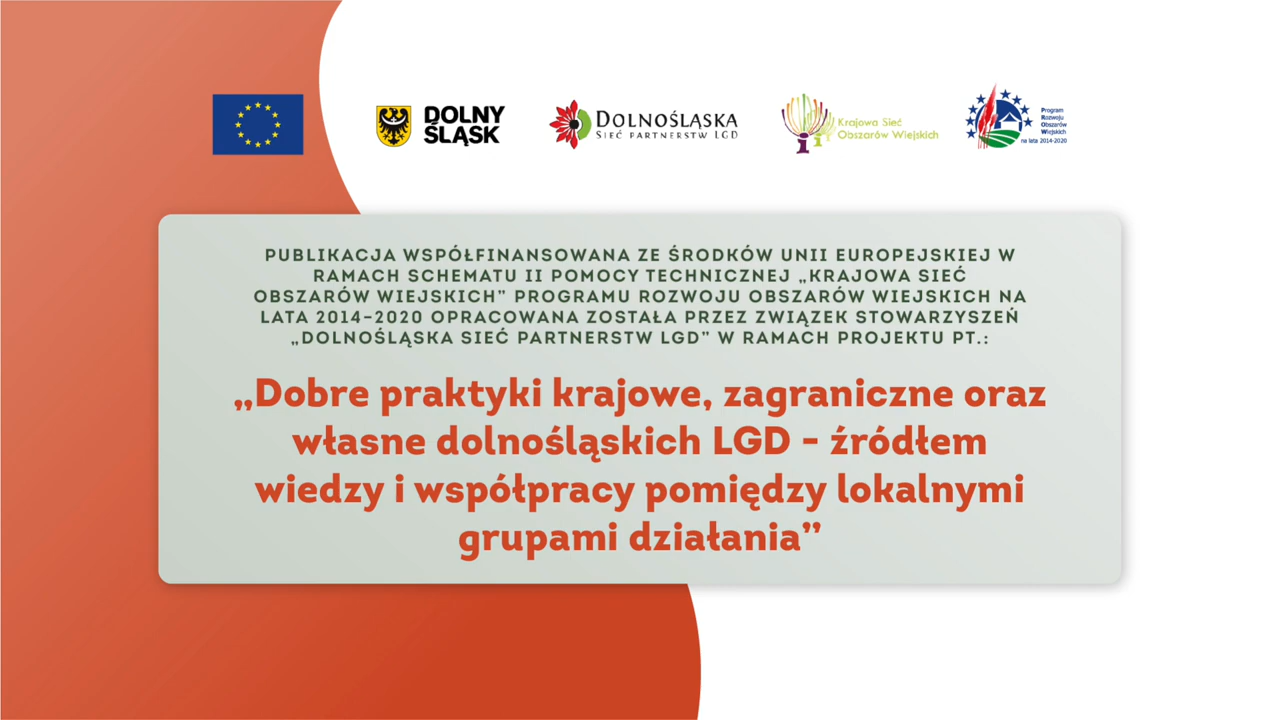 DOLNY
ŚLĄSK
DOLNOŚLĄSKA
SIEĆ PARTNERSTW LGD
Krajowa Sieć
Obszarów Wiejskich
Program
Rozwoju
Obszarów
Wiejskich
na lata 2014-2020
PUBLIKACJA WSPÓŁFINANSOWANA ZE ŚRODKÓW UNII EUROPEJSKIEJ W
RAMACH SCHEMATU II POMOCY TECHNICZNEJ „KRAJOWA SIEĆ
OBSZARÓW WIEJSKICH” PROGRAMU ROZWOJU OBSZARÓW WIEJSKICH NA
LATA 2014–2020 OPRACOWANA ZOSTAŁA PRZEZ ZWIĄZEK STOWARZYSZEŃ
„DOLNOŚLĄSKA SIEĆ PARTNERSTW LGD” W RAMACH PROJEKTU PT.:
„Dobre praktyki krajowe, zagraniczne oraz
własne dolnośląskich LGD - źródłem
wiedzy i współpracy pomiędzy lokalnymi
grupami działania”